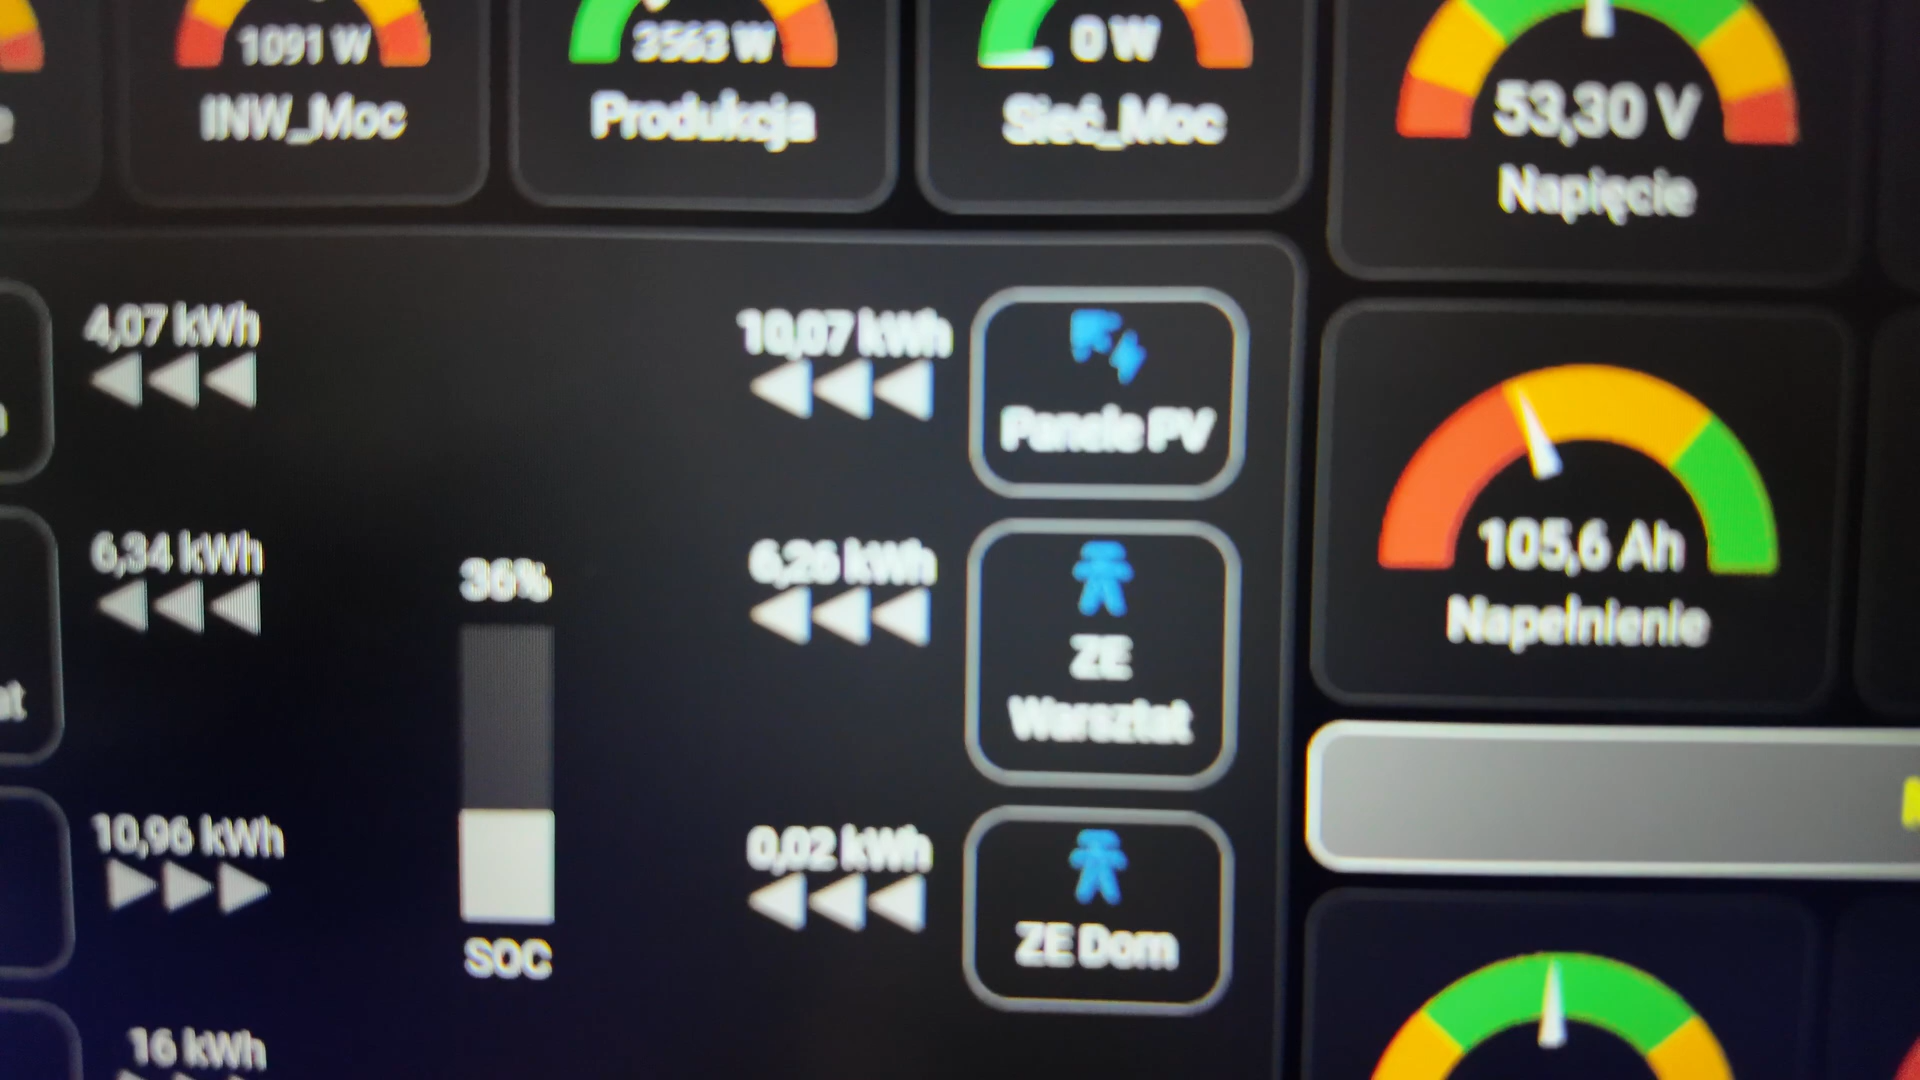 1091 W
INW_Moc
3563 W
Produkcja
0 W
Sieć_Moc
53,30 V
Napięcie
4,07 kWh
10,07 kWh
Panele PV
6,34 kWh
36%
6,26 kWh
ZE
Warsztat
105,6 Ah
Napełnienie
10,96 kWh
SOC
0,02 kWh
ZE Dom
16 kWh